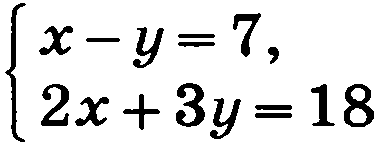 x − y = 7,
2x + 3y = 18